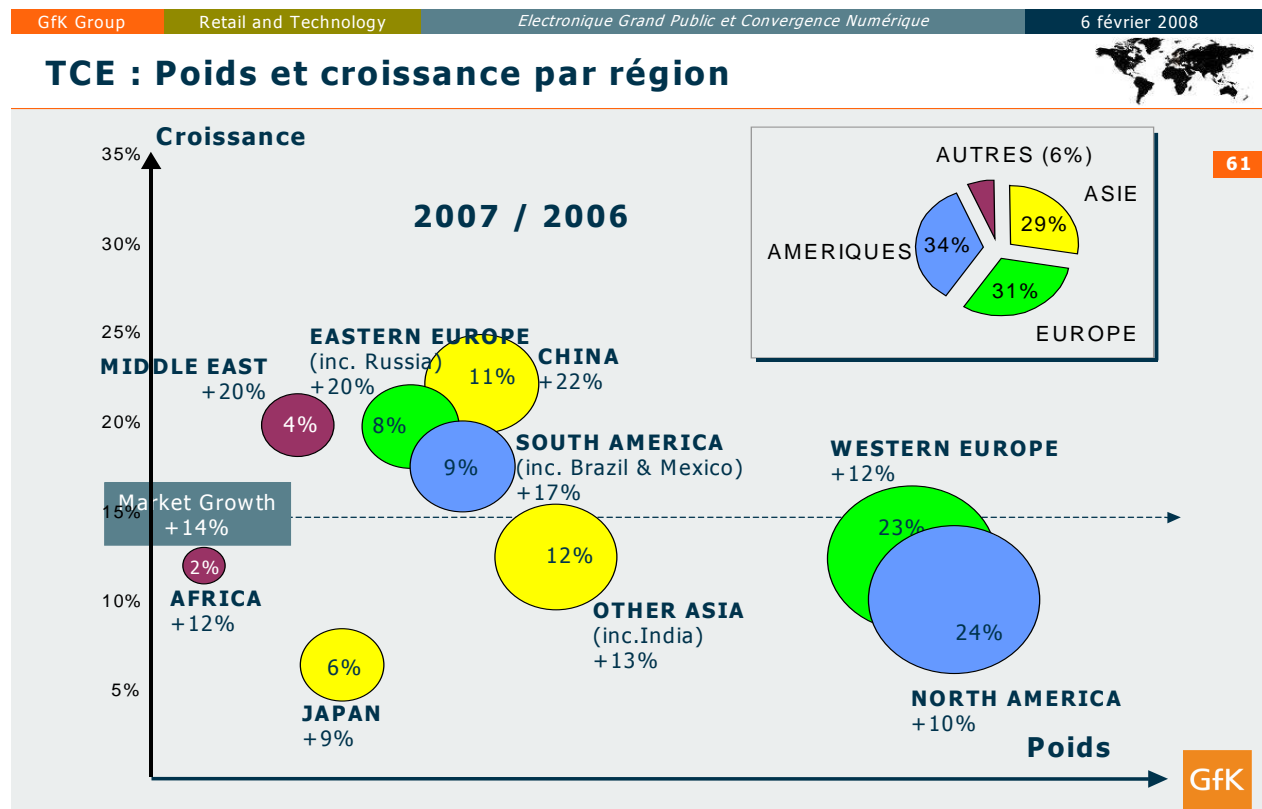 GfK Group
Retail and Technology
Electronique Grand Public et Convergence Numérique
6 février 2008
TCE : Poids et croissance par région
61
Croissance
35%
30%
25%
20%
15%
10%
5%
2007 / 2006
AUTRES (6%)
ASIE
29%
AMERIQUES
34%
31%
EUROPE
MIDDLE EAST
+20%
4%
EASTERN EUROPE
(inc. Russia)
+20%
8%
CHINA
+22%
11%
SOUTH AMERICA
(inc. Brazil & Mexico)
+17%
9%
WESTERN EUROPE
+12%
23%
Market Growth
+14%
2%
AFRICA
+12%
12%
OTHER ASIA
(inc.India)
+13%
24%
NORTH AMERICA
+10%
6%
JAPAN
+9%
Poids
GfK